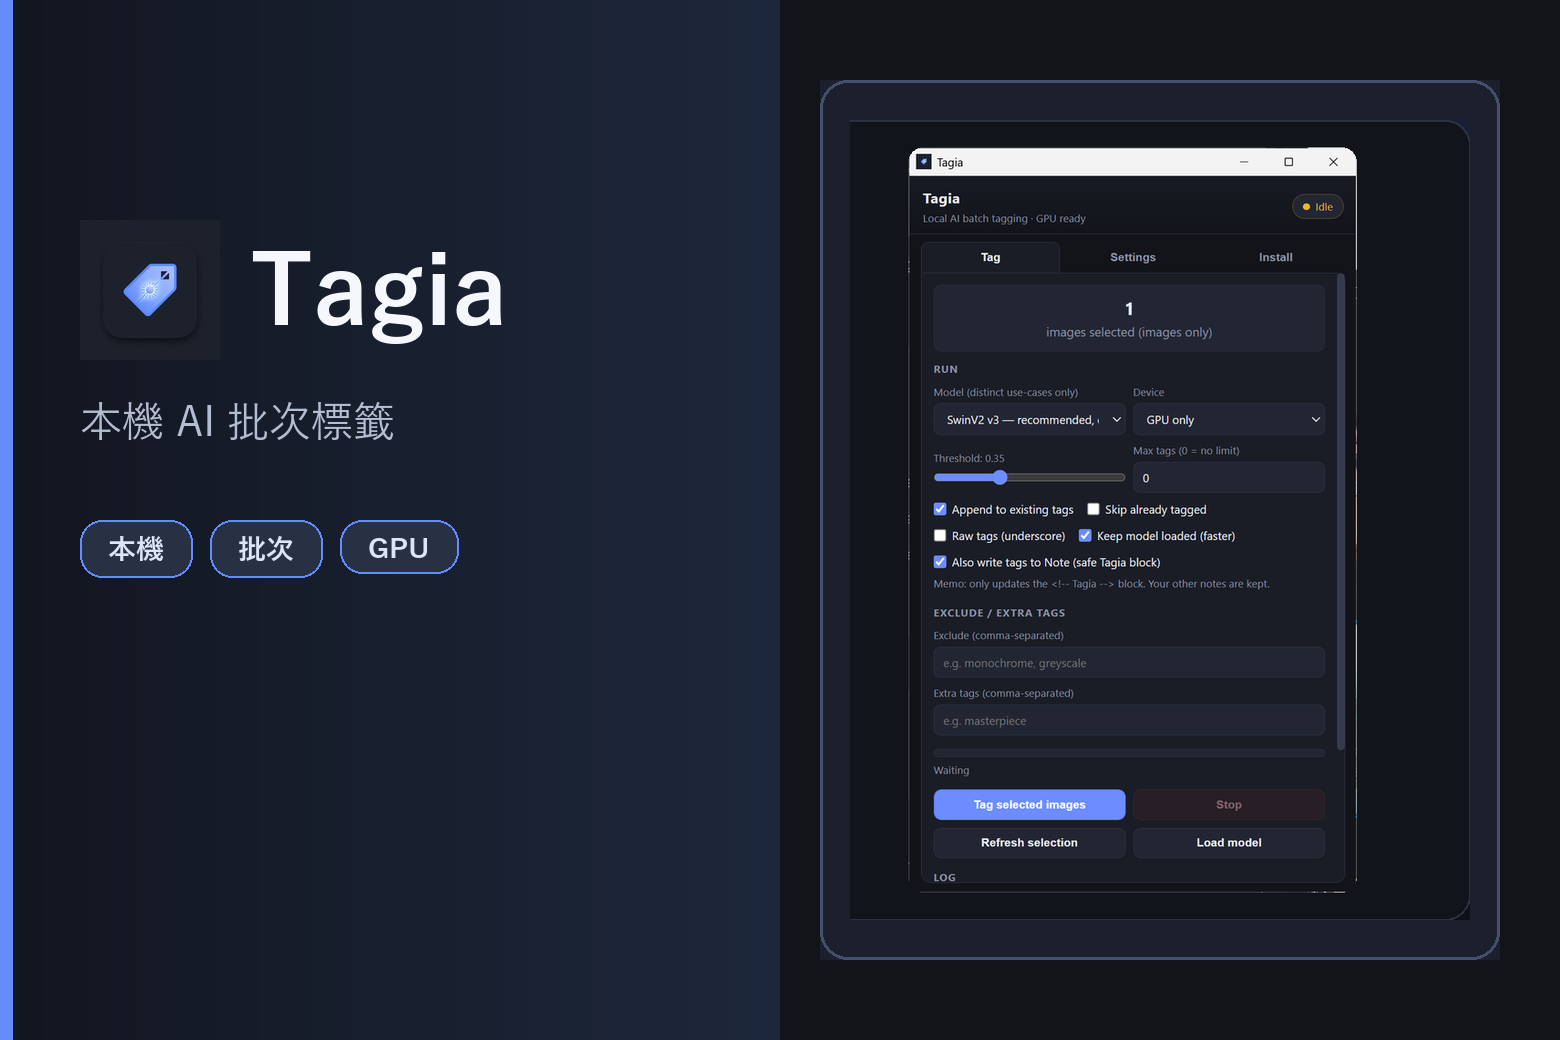 Tagia
本機 AI 批次標籤
本機 批次 GPU
Tagia
Tagia
Local AI batch tagging · GPU ready
Idle
Tag Settings Install
1
images selected (images only)
RUN
Model (distinct use-cases only) Device
SwinV2 v3 — recommended, GPU only
Threshold: 0.35 Max tags (0 = no limit)
0
Append to existing tags Skip already tagged
Raw tags (underscore) Keep model loaded (faster)
Also write tags to Note (safe Tagia block)
Memo: only updates the <!-- Tagia --> block. Your other notes are kept.
EXCLUDE / EXTRA TAGS
Exclude (comma-separated)
e.g. monochrome, greyscale
Extra tags (comma-separated)
e.g. masterpiece
Waiting
Tag selected images Stop
Refresh selection Load model
LOG